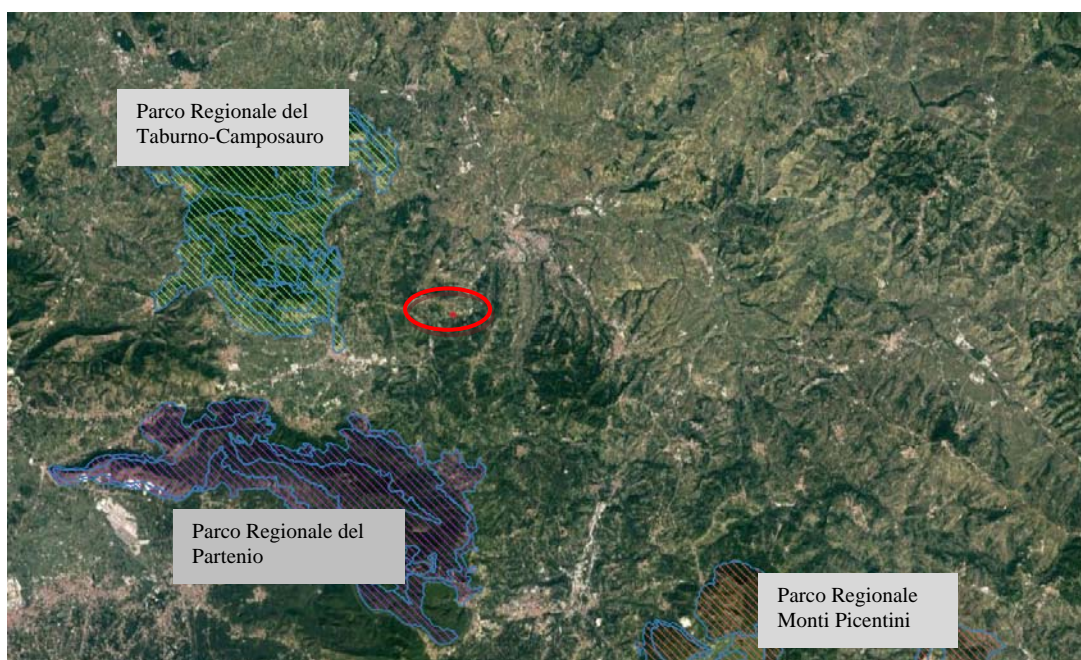 Parco Regionale del
Taburno-Camposauro
Parco Regionale del
Partenio
Parco Regionale
Monti Picentini